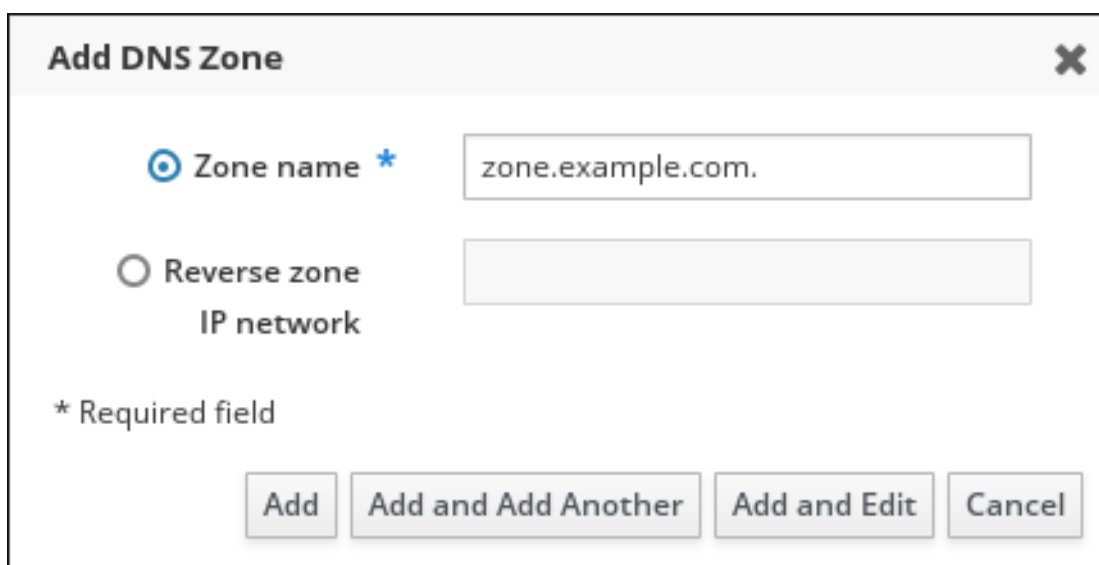 Add DNS Zone
Zone name *
zone.example.com.
Reverse zone
IP network
* Required field
Add
Add and Add Another
Add and Edit
Cancel